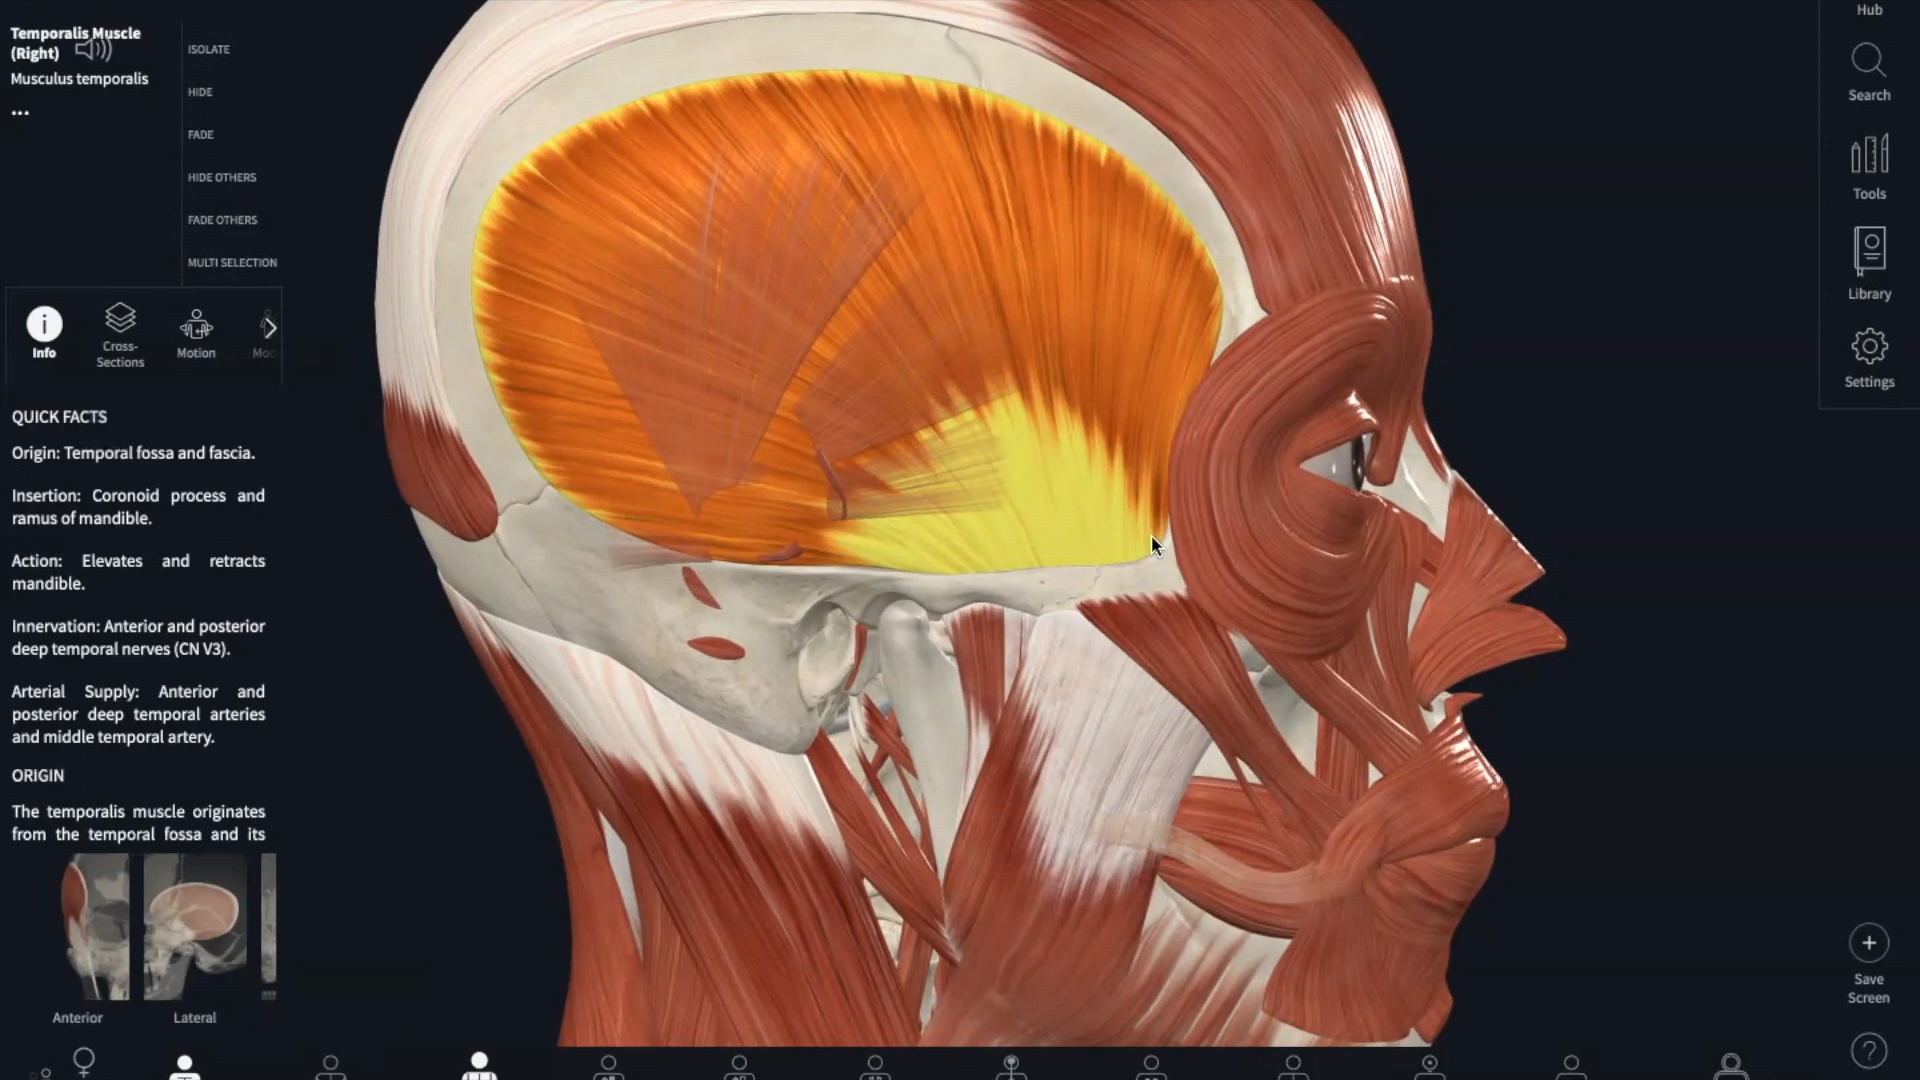 Temporalis Muscle
(Right)
Musculus temporalis
...
ISOLATE
HIDE
FADE
HIDE OTHERS
FADE OTHERS
MULTI SELECTION
Info
Cross-
Sections
Motion
QUICK FACTS
Origin: Temporal fossa and fascia.
Insertion: Coronoid process and
ramus of mandible.
Action: Elevates and retracts
mandible.
Innervation: Anterior and posterior
deep temporal nerves (CN V3).
Arterial Supply: Anterior and
posterior deep temporal arteries
and middle temporal artery.
ORIGIN
The temporalis muscle originates
from the temporal fossa and its
Anterior
Lateral
Hub
Search
Tools
Library
Settings
Save
Screen